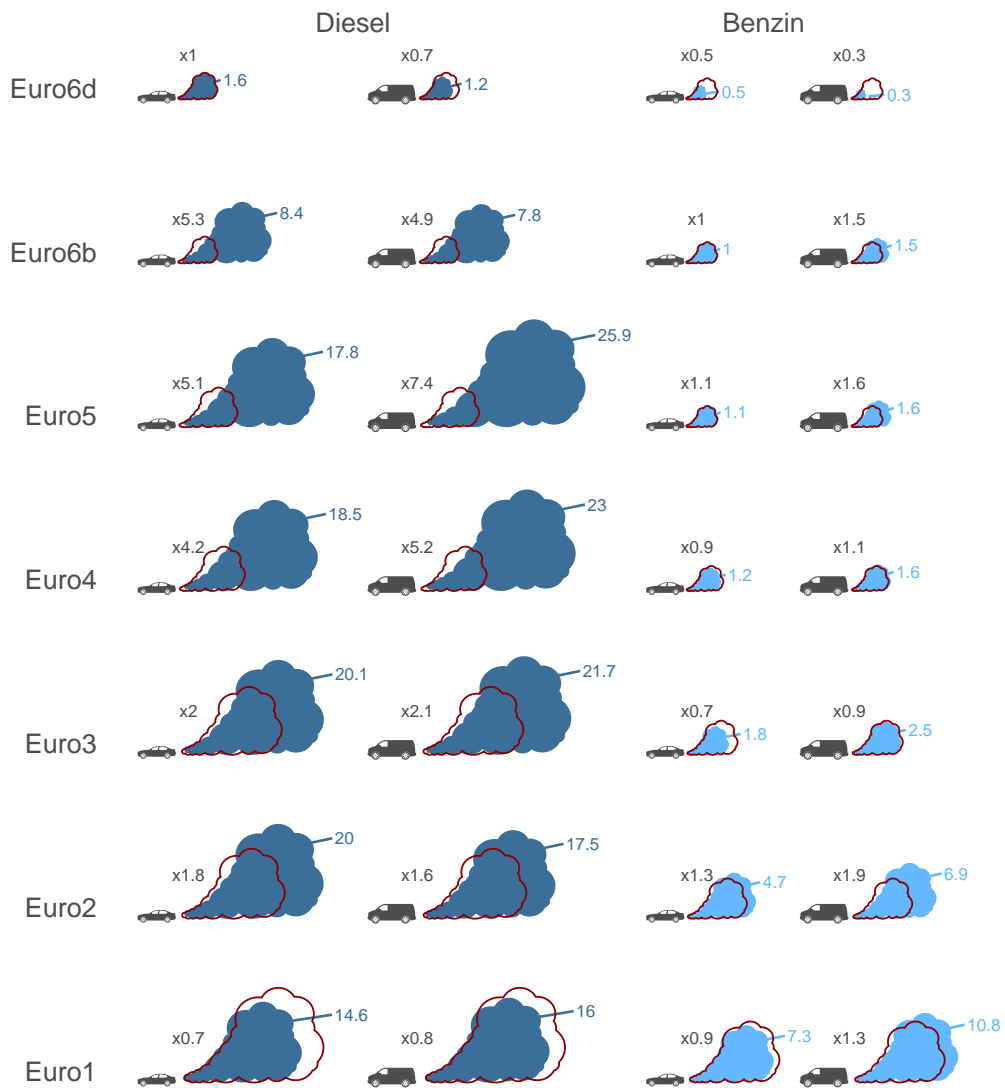 Diesel Benzin
x1 x0.7 x0.5 x0.3
Euro6d 1.6 1.2 0.5 0.3
x5.3 8.4 x4.9 7.8 x1 x1.5
Euro6b 1 1.5
17.8 25.9
x5.1 x7.4 x1.1 x1.6
Euro5 1.1 1.6
18.5 23
x4.2 x5.2 x0.9 x1.1
Euro4 1.2 1.6
20.1 21.7
x2 x2.1 x0.7 x0.9
Euro3 1.8 2.5
20 17.5
x1.8 x1.6 x1.3 4.7 x1.9 6.9
Euro2
14.6 16 7.3 10.8
x0.7 x0.8 x0.9 x1.3
Euro1